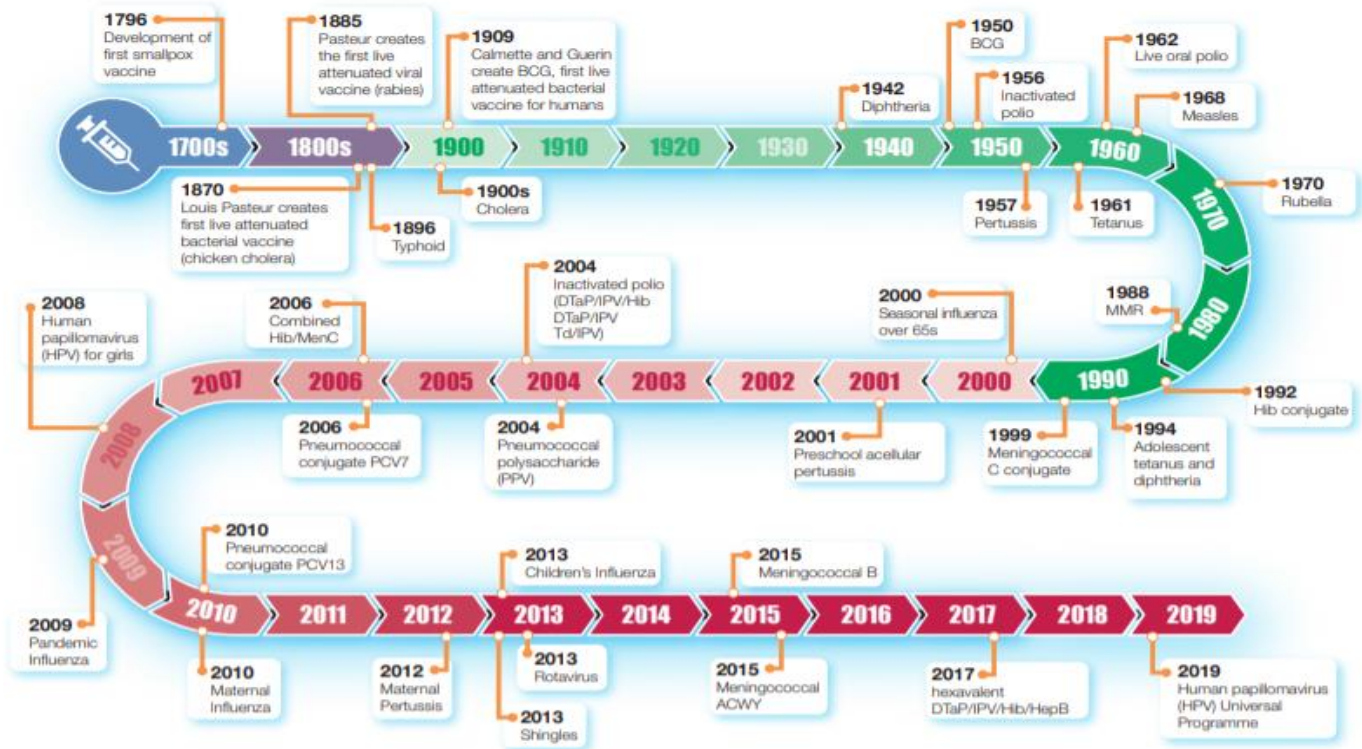 1796
Development of
first smallpox
vaccine
1885
Pasteur creates
the first live
attenuated viral
vaccine (rabies)
1909
Calmette and Guerin
create BCG, first live
attenuated bacterial
vaccine for humans
1942
Diphtheria
1950
BCG
1956
Inactivated
polio
1962
Live oral polio
1968
Measles
1700s
1800s
1900
1910
1920
1930
1940
1950
1960
1870
Louis Pasteur creates
first live attenuated
bacterial vaccine
(chicken cholera)
1896
Typhoid
1900s
Cholera
1957
Pertussis
1961
Tetanus
1970
1970
Rubella
1980
1988
MMR
1990
1992
Hib conjugate
1994
Adolescent
tetanus and
diphtheria
1999
Meningococcal
C conjugate
2000
Seasonal influenza
over 65s
2000
2001
2001
Preschool acellular
pertussis
2002
2003
2004
Inactivated polio
(DTaP/IPV/Hib
DTaP/IPV
Td/IPV)
2004
2004
Pneumococcal
polysaccharide
(PPV)
2005
2006
Combined
Hib/MenC
2006
2006
Pneumococcal
conjugate PCV7
2007
2008
Human
papillomavirus
(HPV) for girls
2008
2009
2009
Pandemic
Influenza
2010
Pneumococcal
conjugate PCV13
2013
Children's Influenza
2015
Meningococcal B
2010
2011
2012
2013
2014
2015
2016
2017
2018
2019
2010
Maternal
Influenza
2012
Maternal
Pertussis
2013
Rotavirus
2013
Shingles
2015
Meningococcal
ACWY
2017
hexavalent
DTaP/IPV/Hib/HepB
2019
Human papillomavirus
(HPV) Universal
Programme